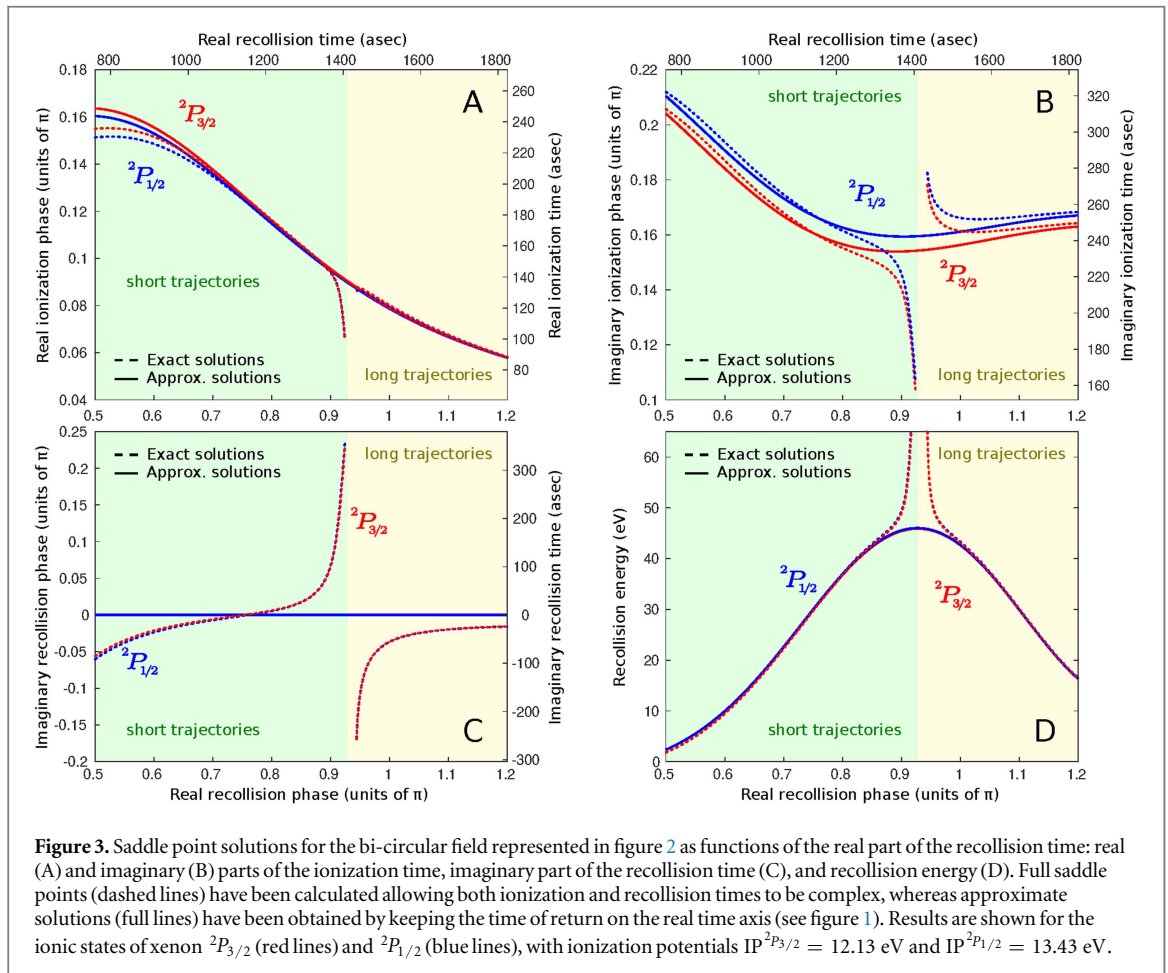 Real recollision time (asec)
800 1000 1200 1400 1600 1800
0.18
0.16
0.14
0.12
0.1
0.08
0.06
0.04
Real ionization phase (units of π)
260
240
220
200
180
160
140
120
100
80
Real ionization time (asec)
A
²P3/2
²P1/2
short trajectories
Exact solutions
Approx. solutions
long trajectories
0.5 0.6 0.7 0.8 0.9 1 1.1 1.2
Real recollision time (asec)
800 1000 1200 1400 1600 1800
0.22
0.2
0.18
0.16
0.14
0.12
0.1
Imaginary ionization phase (units of π)
320
300
280
260
240
220
200
180
160
Imaginary ionization time (asec)
short trajectories
B
²P1/2
²P3/2
Exact solutions
Approx. solutions
long trajectories
0.5 0.6 0.7 0.8 0.9 1 1.1 1.2
0.25
0.2
0.15
0.1
0.05
0
-0.05
-0.1
-0.15
-0.2
Imaginary recollision phase (units of π)
300
200
100
0
-100
-200
-300
Imaginary recollision time (asec)
Exact solutions
Approx. solutions
long trajectories
²P3/2
²P1/2
short trajectories
C
0.5 0.6 0.7 0.8 0.9 1 1.1 1.2
Real recollision phase (units of π)
60
50
40
30
20
10
0
Recollision energy (eV)
Exact solutions
Approx. solutions
long trajectories
²P1/2
²P3/2
short trajectories
D
0.5 0.6 0.7 0.8 0.9 1 1.1 1.2
Real recollision phase (units of π)
Figure 3. Saddle point solutions for the bi-circular field represented in figure 2 as functions of the real part of the recollision time: real
(A) and imaginary (B) parts of the ionization time, imaginary part of the recollision time (C), and recollision energy (D). Full saddle
points (dashed lines) have been calculated allowing both ionization and recollision times to be complex, whereas approximate
solutions (full lines) have been obtained by keeping the time of return on the real time axis (see figure 1). Results are shown for the
ionic states of xenon ²P3/2 (red lines) and ²P1/2 (blue lines), with ionization potentials IP²P3/2 = 12.13 eV and IP²P1/2 = 13.43 eV.